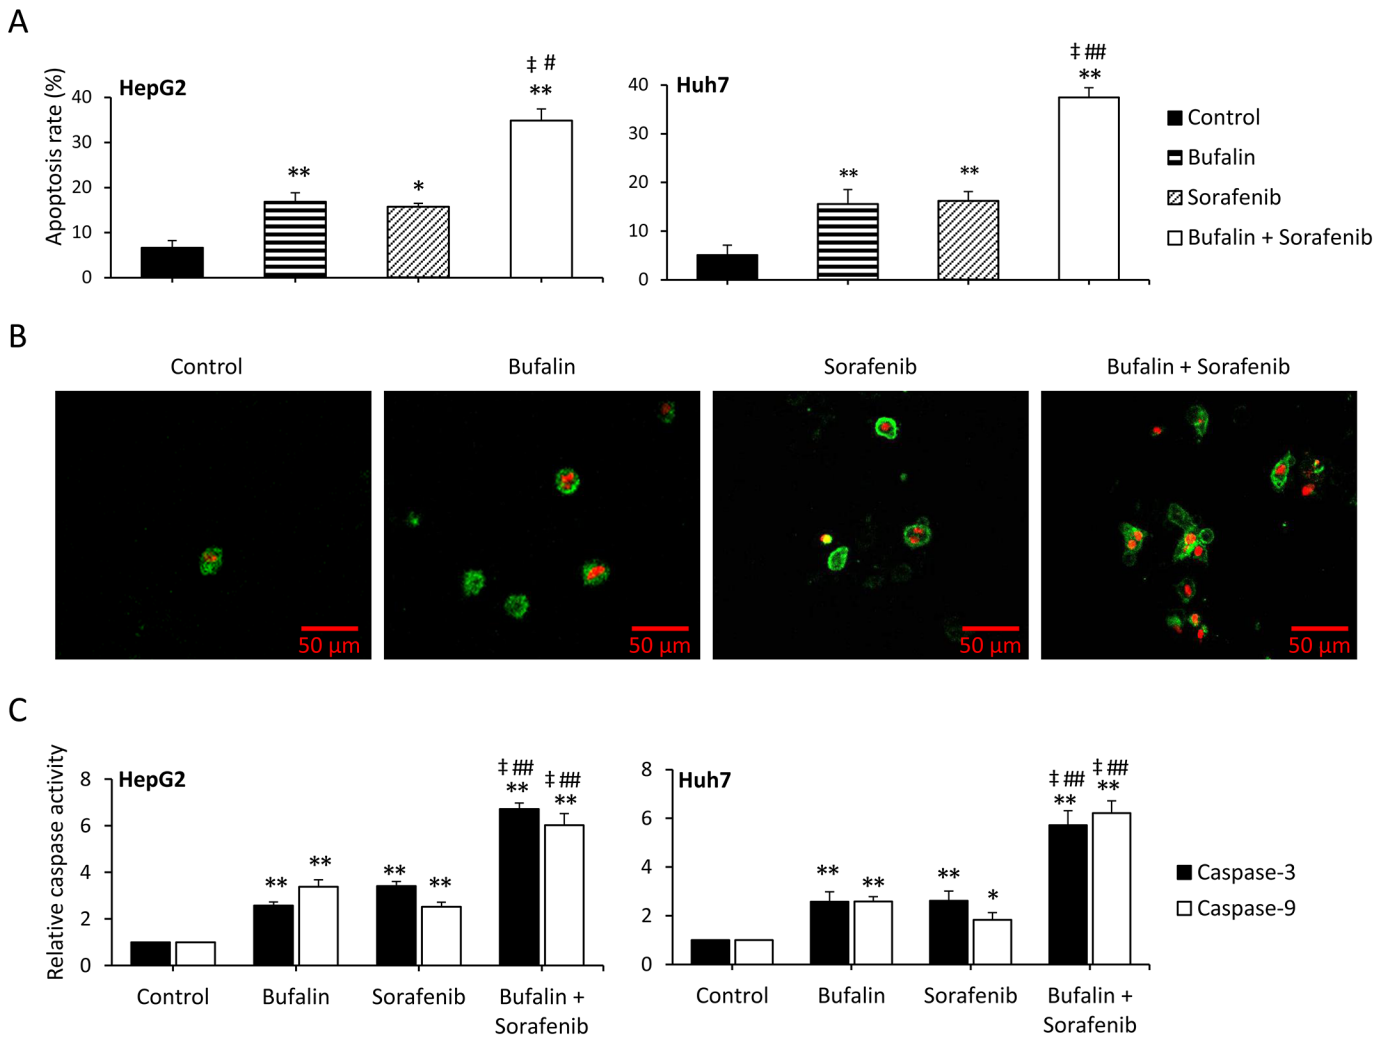 A
HepG2
Apoptosis rate (%)
40
30
20
10
0
**
*
‡ #
**
Huh7
40
30
20
10
0
**
**
‡ ##
**
Control
Bufalin
Sorafenib
Bufalin + Sorafenib
B
Control
Bufalin
Sorafenib
Bufalin + Sorafenib
50 µm
50 µm
50 µm
50 µm
C
HepG2
Relative caspase activity
8
6
4
2
0
**
**
**
**
‡ ##
**
‡ ##
**
Control
Bufalin
Sorafenib
Bufalin +
Sorafenib
Huh7
8
6
4
2
0
**
**
**
*
‡ ##
**
‡ ##
**
Control
Bufalin
Sorafenib
Bufalin +
Sorafenib
Caspase-3
Caspase-9